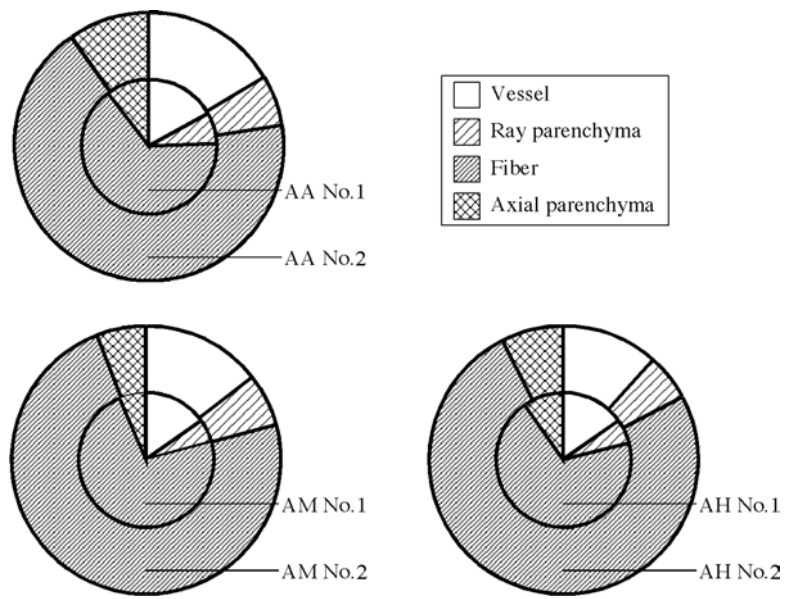 Vessel
Ray parenchyma
Fiber
Axial parenchyma
AA No.1
AA No.2
AM No.1
AM No.2
AH No.1
AH No.2